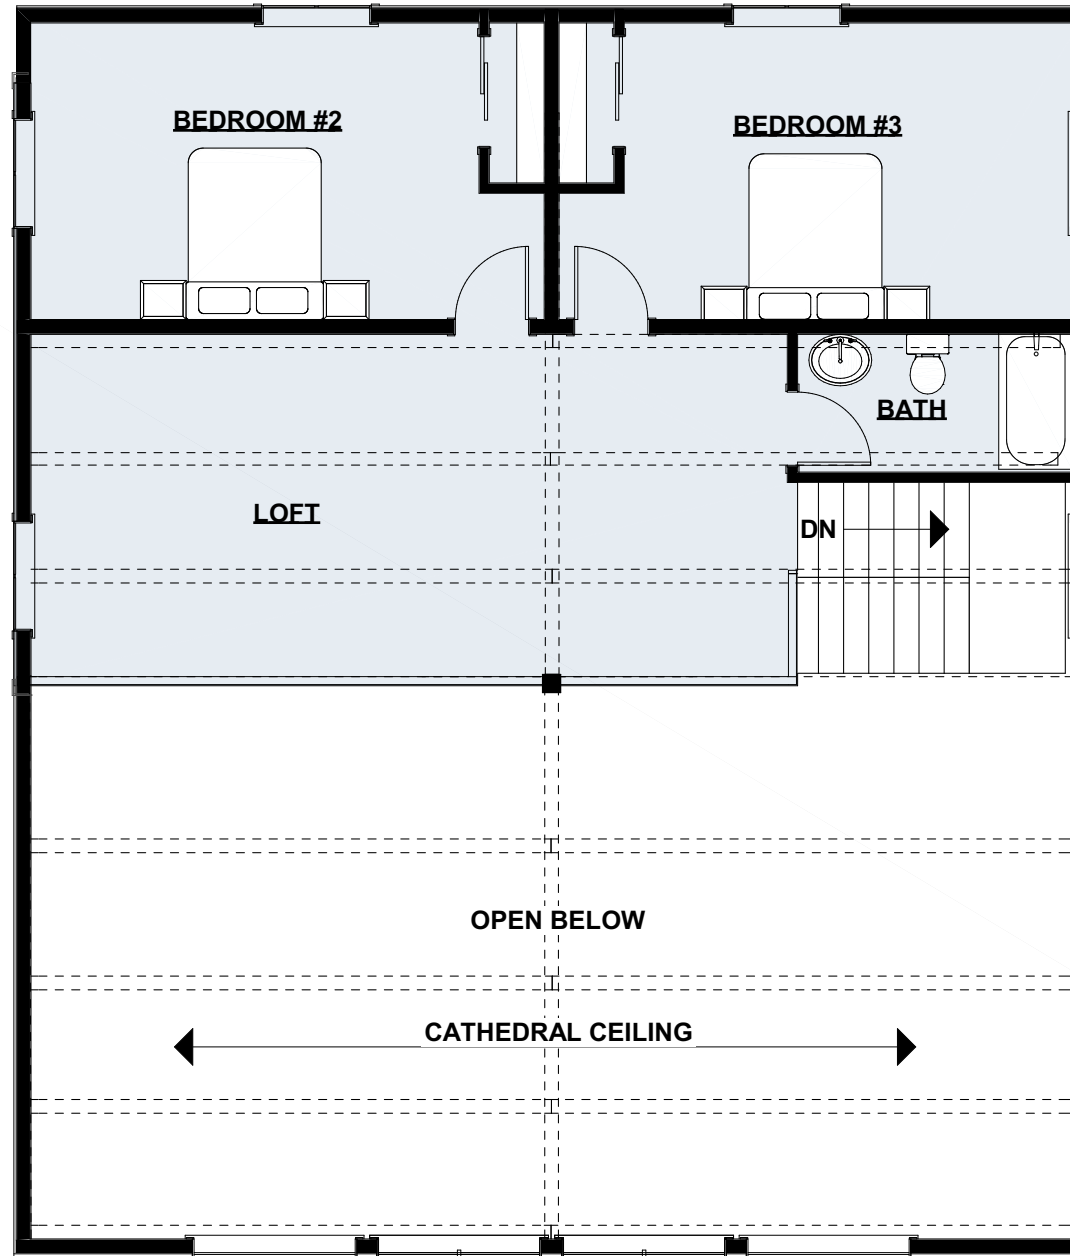 BEDROOM #2
BEDROOM #3
BATH
LOFT
DN
OPEN BELOW
CATHEDRAL CEILING